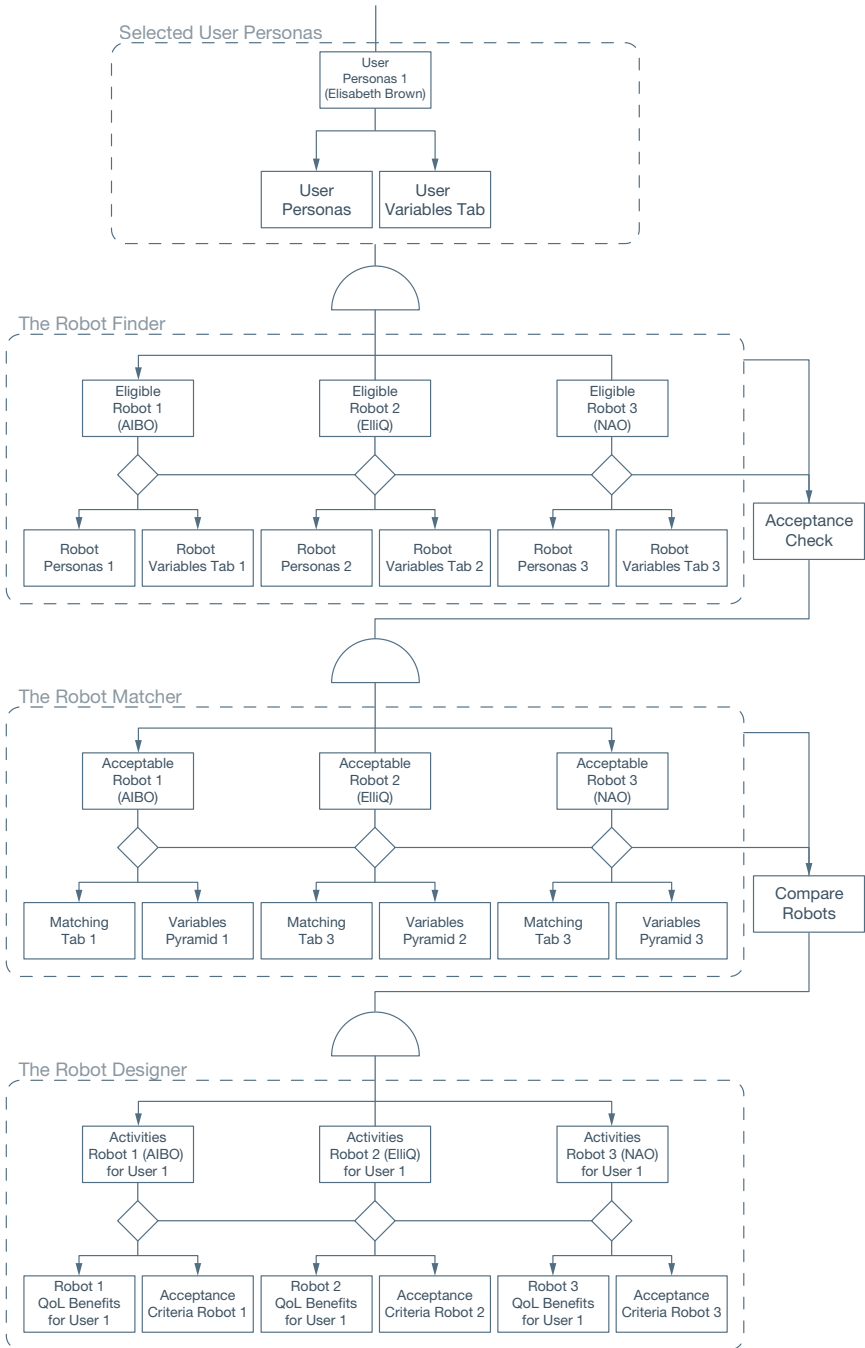 Selected User Personas
User
Personas 1
(Elisabeth Brown)
User
Personas
User
Variables Tab
The Robot Finder
Eligible
Robot 1
(AIBO)
Eligible
Robot 2
(ElliQ)
Eligible
Robot 3
(NAO)
Robot
Personas 1
Robot
Variables Tab 1
Robot
Personas 2
Robot
Variables Tab 2
Robot
Personas 3
Robot
Variables Tab 3
Acceptance
Check
The Robot Matcher
Acceptable
Robot 1
(AIBO)
Acceptable
Robot 2
(ElliQ)
Acceptable
Robot 3
(NAO)
Matching
Tab 1
Variables
Pyramid 1
Matching
Tab 3
Variables
Pyramid 2
Matching
Tab 3
Variables
Pyramid 3
Compare
Robots
The Robot Designer
Activities
Robot 1 (AIBO)
for User 1
Activities
Robot 2 (ElliQ)
for User 1
Activities
Robot 3 (NAO)
for User 1
Robot 1
QoL Benefits
for User 1
Acceptance
Criteria Robot 1
Robot 2
QoL Benefits
for User 1
Acceptance
Criteria Robot 2
Robot 3
QoL Benefits
for User 1
Acceptance
Criteria Robot 3